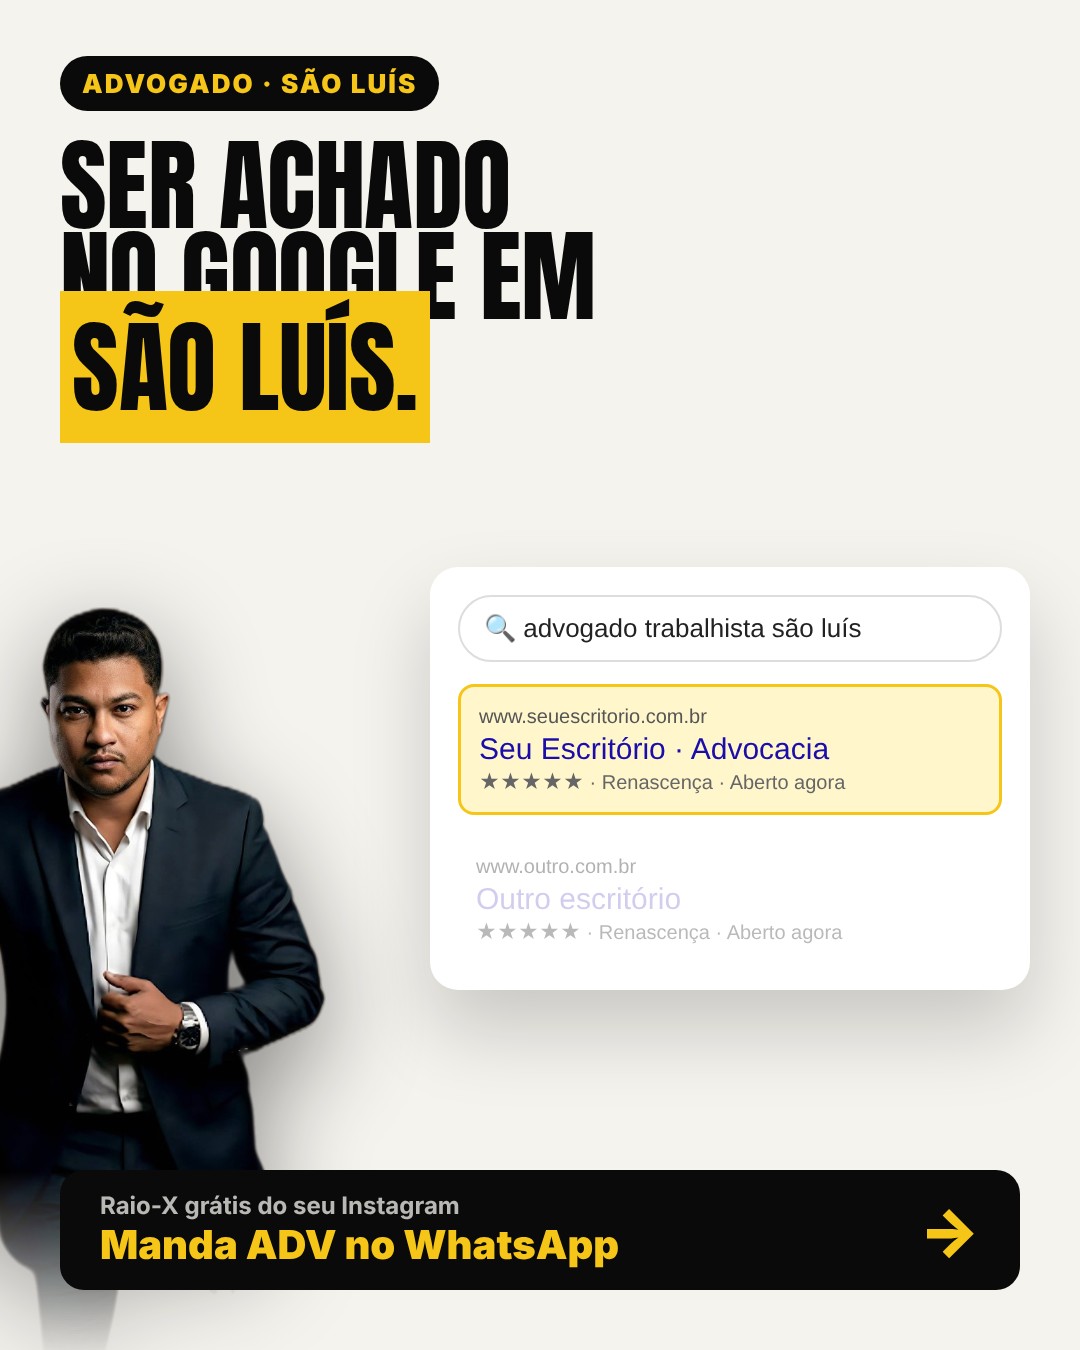 ADVOGADO · SÃO LUÍS
SER ACHADO
NO GOOGLE EM
SÃO LUÍS.
advogado trabalhista são luís
www.seuescritorio.com.br
Seu Escritório · Advocacia
★★★★★ · Renascença · Aberto agora
www.outro.com.br
Outro escritório
★★★★★ · Renascença · Aberto agora
Raio-X grátis do seu Instagram
Manda ADV no WhatsApp